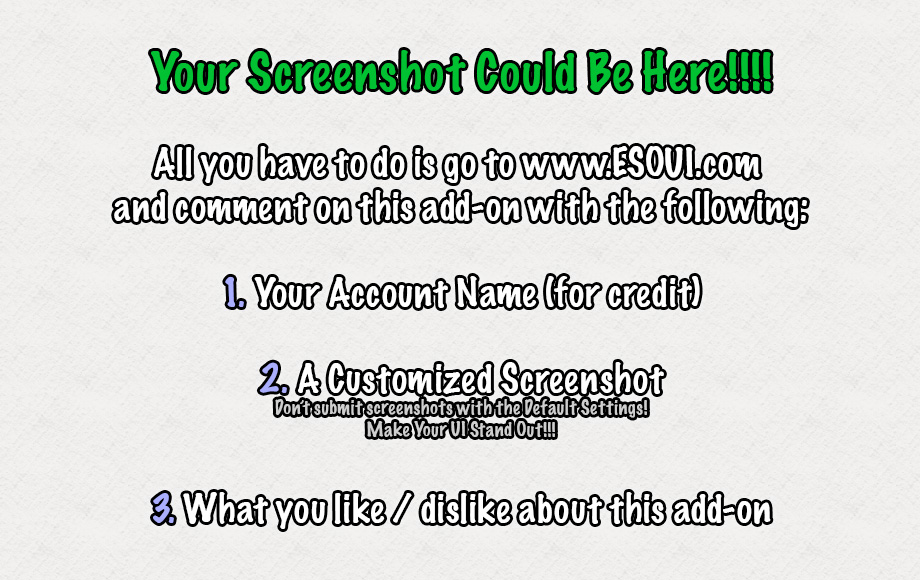 Your Screenshot Could Be Here!!!!
All you have to do is go to www.ESOUI.com
and comment on this add-on with the following:
1. Your Account Name (for credit)
2. A Customized Screenshot
Don't submit screenshots with the Default Settings!
Make Your UI Stand Out!!!
3. What you like / dislike about this add-on